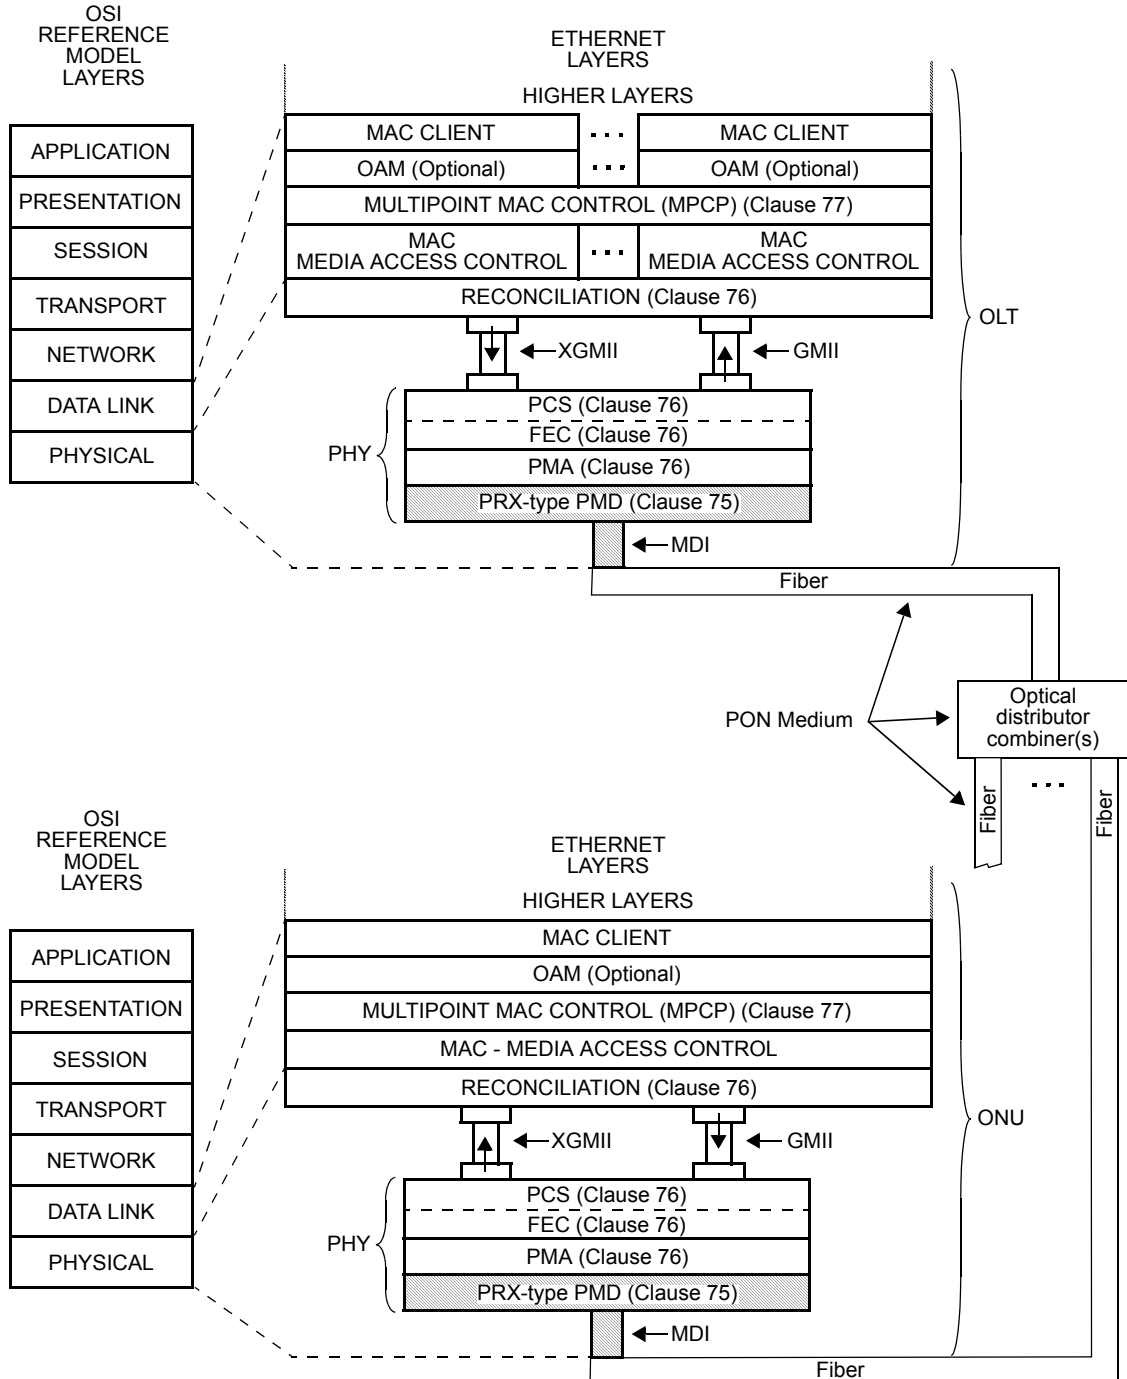 OSI
REFERENCE
MODEL
LAYERS
APPLICATION
PRESENTATION
SESSION
TRANSPORT
NETWORK
DATA LINK
PHYSICAL
ETHERNET
LAYERS
HIGHER LAYERS
MAC CLIENT
. . .
MAC CLIENT
OAM (Optional)
. . .
OAM (Optional)
MULTIPOINT MAC CONTROL (MPCP) (Clause 77)
MAC
MEDIA ACCESS CONTROL
. . .
MAC
MEDIA ACCESS CONTROL
RECONCILIATION (Clause 76)
XGMII
GMII
PHY
PCS (Clause 76)
FEC (Clause 76)
PMA (Clause 76)
PRX-type PMD (Clause 75)
MDI
OLT
Fiber
PON Medium
Optical
distributor
combiner(s)
Fiber
. . .
Fiber
OSI
REFERENCE
MODEL
LAYERS
APPLICATION
PRESENTATION
SESSION
TRANSPORT
NETWORK
DATA LINK
PHYSICAL
ETHERNET
LAYERS
HIGHER LAYERS
MAC CLIENT
OAM (Optional)
MULTIPOINT MAC CONTROL (MPCP) (Clause 77)
MAC - MEDIA ACCESS CONTROL
RECONCILIATION (Clause 76)
XGMII
GMII
PHY
PCS (Clause 76)
FEC (Clause 76)
PMA (Clause 76)
PRX-type PMD (Clause 75)
MDI
ONU
Fiber